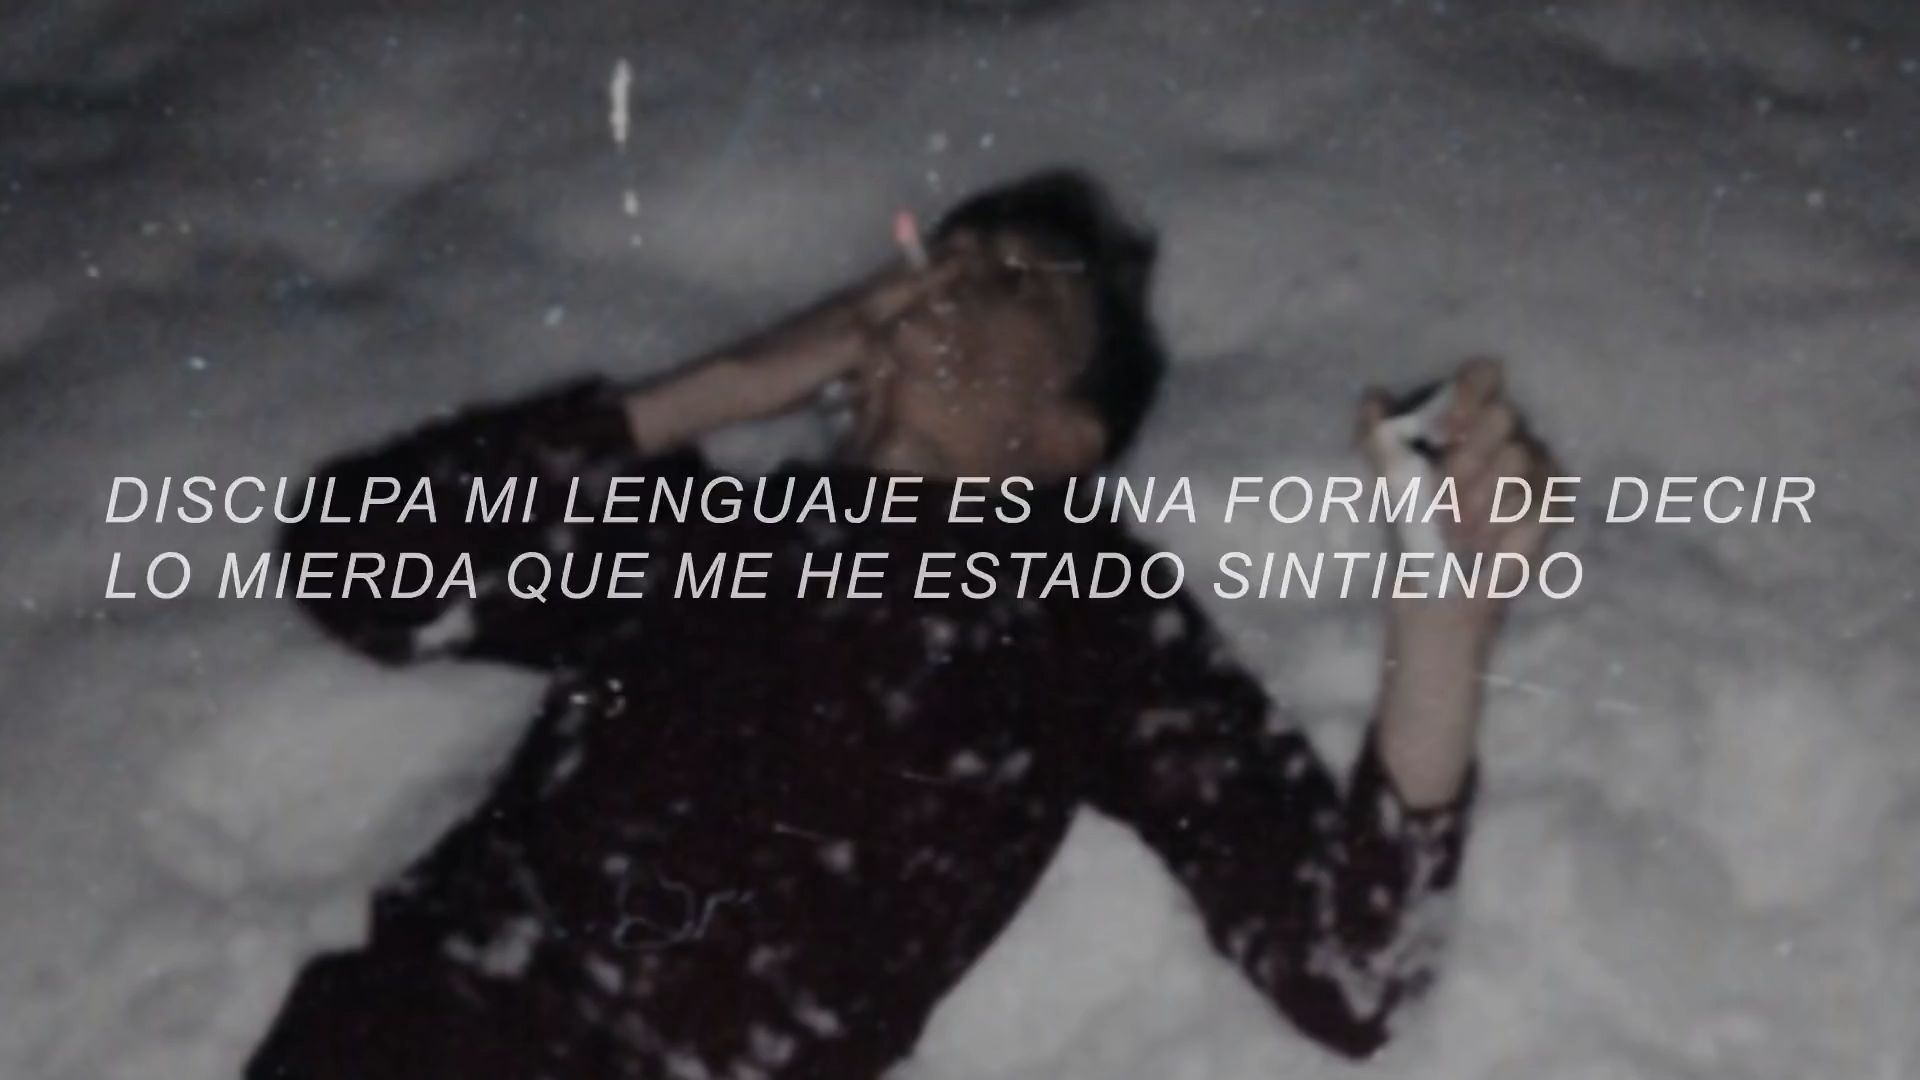 DISCULPA MI LENGUAJE ES UNA FORMA DE DECIR
LO MIERDA QUE ME HE ESTADO SINTIENDO